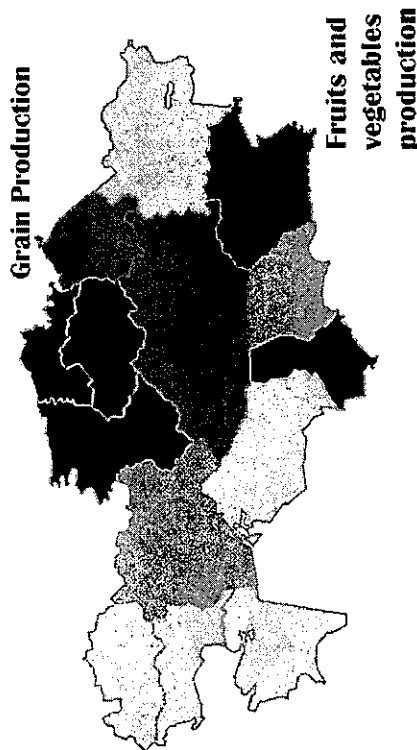 Grain Production
Fruits and
vegetables
production